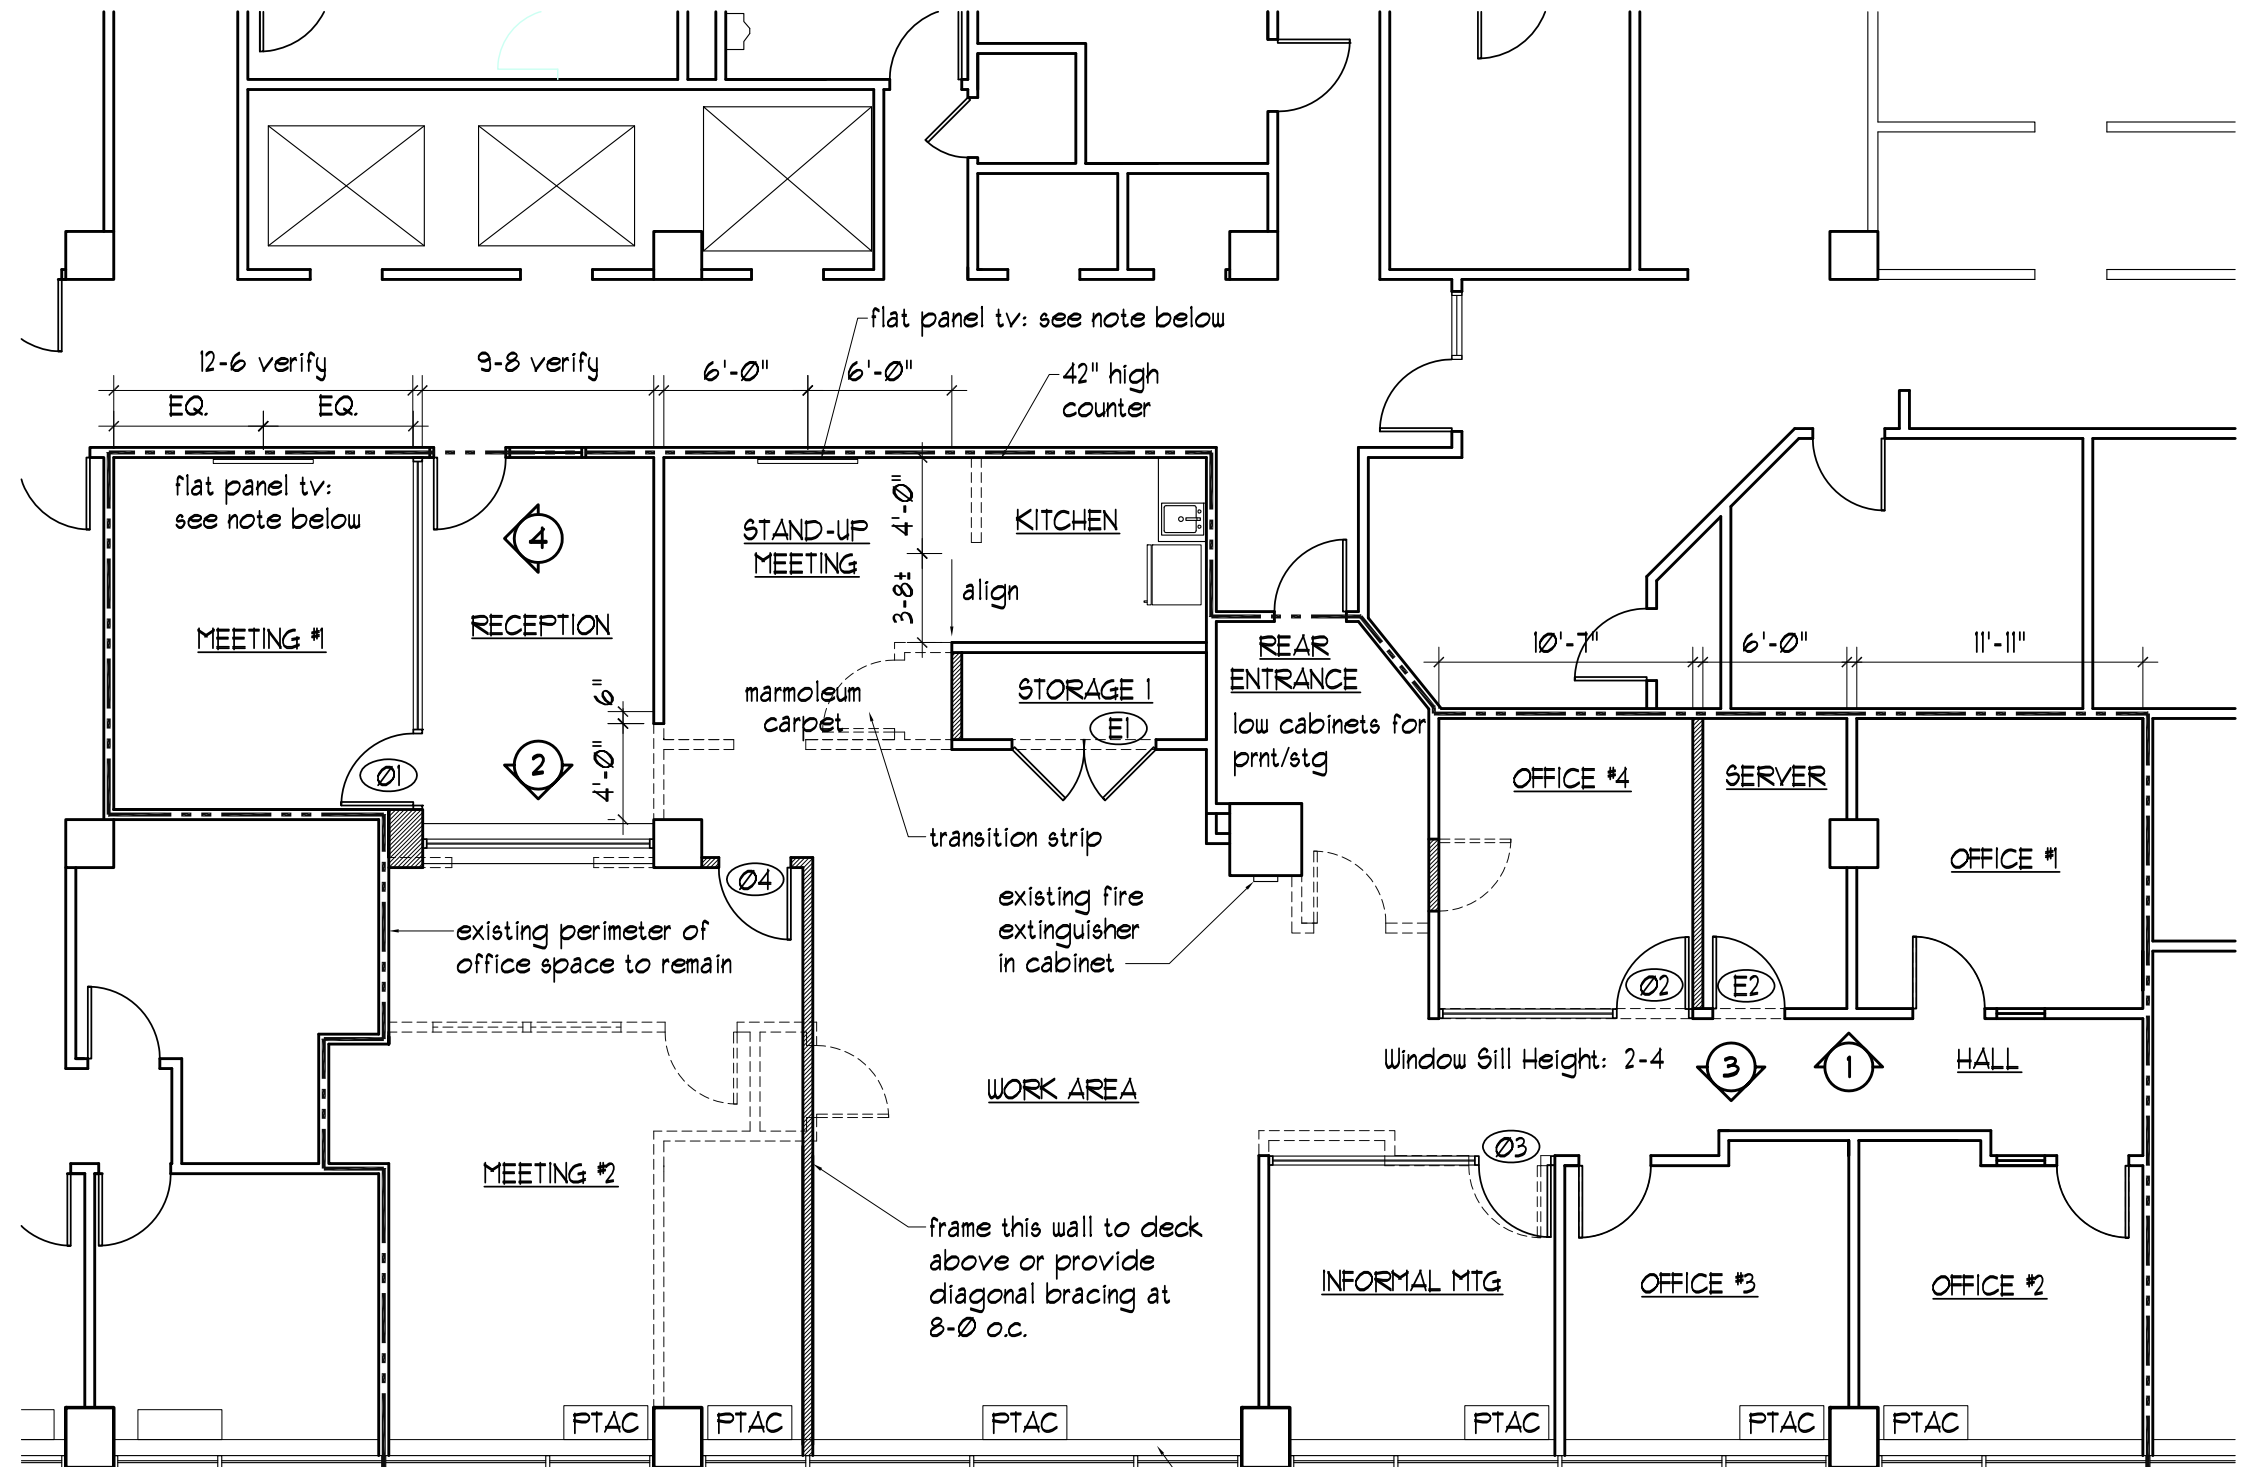 flat panel tv: see note below
12-6 verify
9-8 verify
6'-Ø"
6'-Ø"
42" high
counter
EQ.
EQ.
flat panel tv:
see note below
4
STAND-UP
MEETING
4'-Ø"
KITCHEN
3-8±
align
MEETING #1
RECEPTION
REAR
ENTRANCE
10'-7"
6'-Ø"
11'-11"
6"
marmoleum
carpet
STORAGE 1
E1
low cabinets for
prnt/stg
Ø1
2
4'-Ø"
OFFICE #4
SERVER
transition strip
OFFICE #1
Ø4
existing fire
extinguisher
in cabinet
existing perimeter of
office space to remain
Ø2
E2
Window Sill Height: 2-4
3
1
HALL
WORK AREA
MEETING #2
Ø3
frame this wall to deck
above or provide
diagonal bracing at
8-Ø o.c.
INFORMAL MTG
OFFICE #3
OFFICE #2
PTAC
PTAC
PTAC
PTAC
PTAC
PTAC